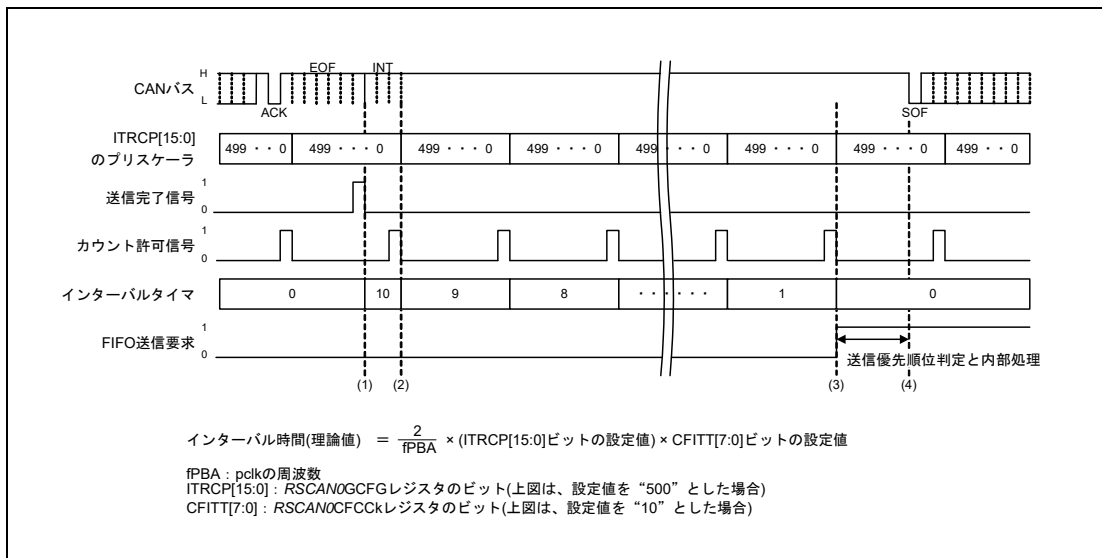 EOF INT
H
CANバス
L
ACK
SOF
ITRCP[15:0]
のプリスケーラ
499・・0 499・・・0 499・・・0 499・・・0 499・・・0 499・・・0 499・・・0 499・・0
送信完了信号
1
0
カウント許可信号
1
0
インターバルタイマ
0 10 9 8 ・・・・・・ 1 0
FIFO送信要求
1
0
送信優先順位判定と内部処理
(1) (2) (3) (4)
インターバル時間(理論値) = 2/fPBA × (ITRCP[15:0]ビットの設定値) × CFITT[7:0]ビットの設定値
fPBA : pclkの周波数
ITRCP[15:0] : RSCAN0GCFGレジスタのビット(上図は、設定値を“500”とした場合)
CFITT[7:0] : RSCAN0CFCCkレジスタのビット(上図は、設定値を“10”とした場合)